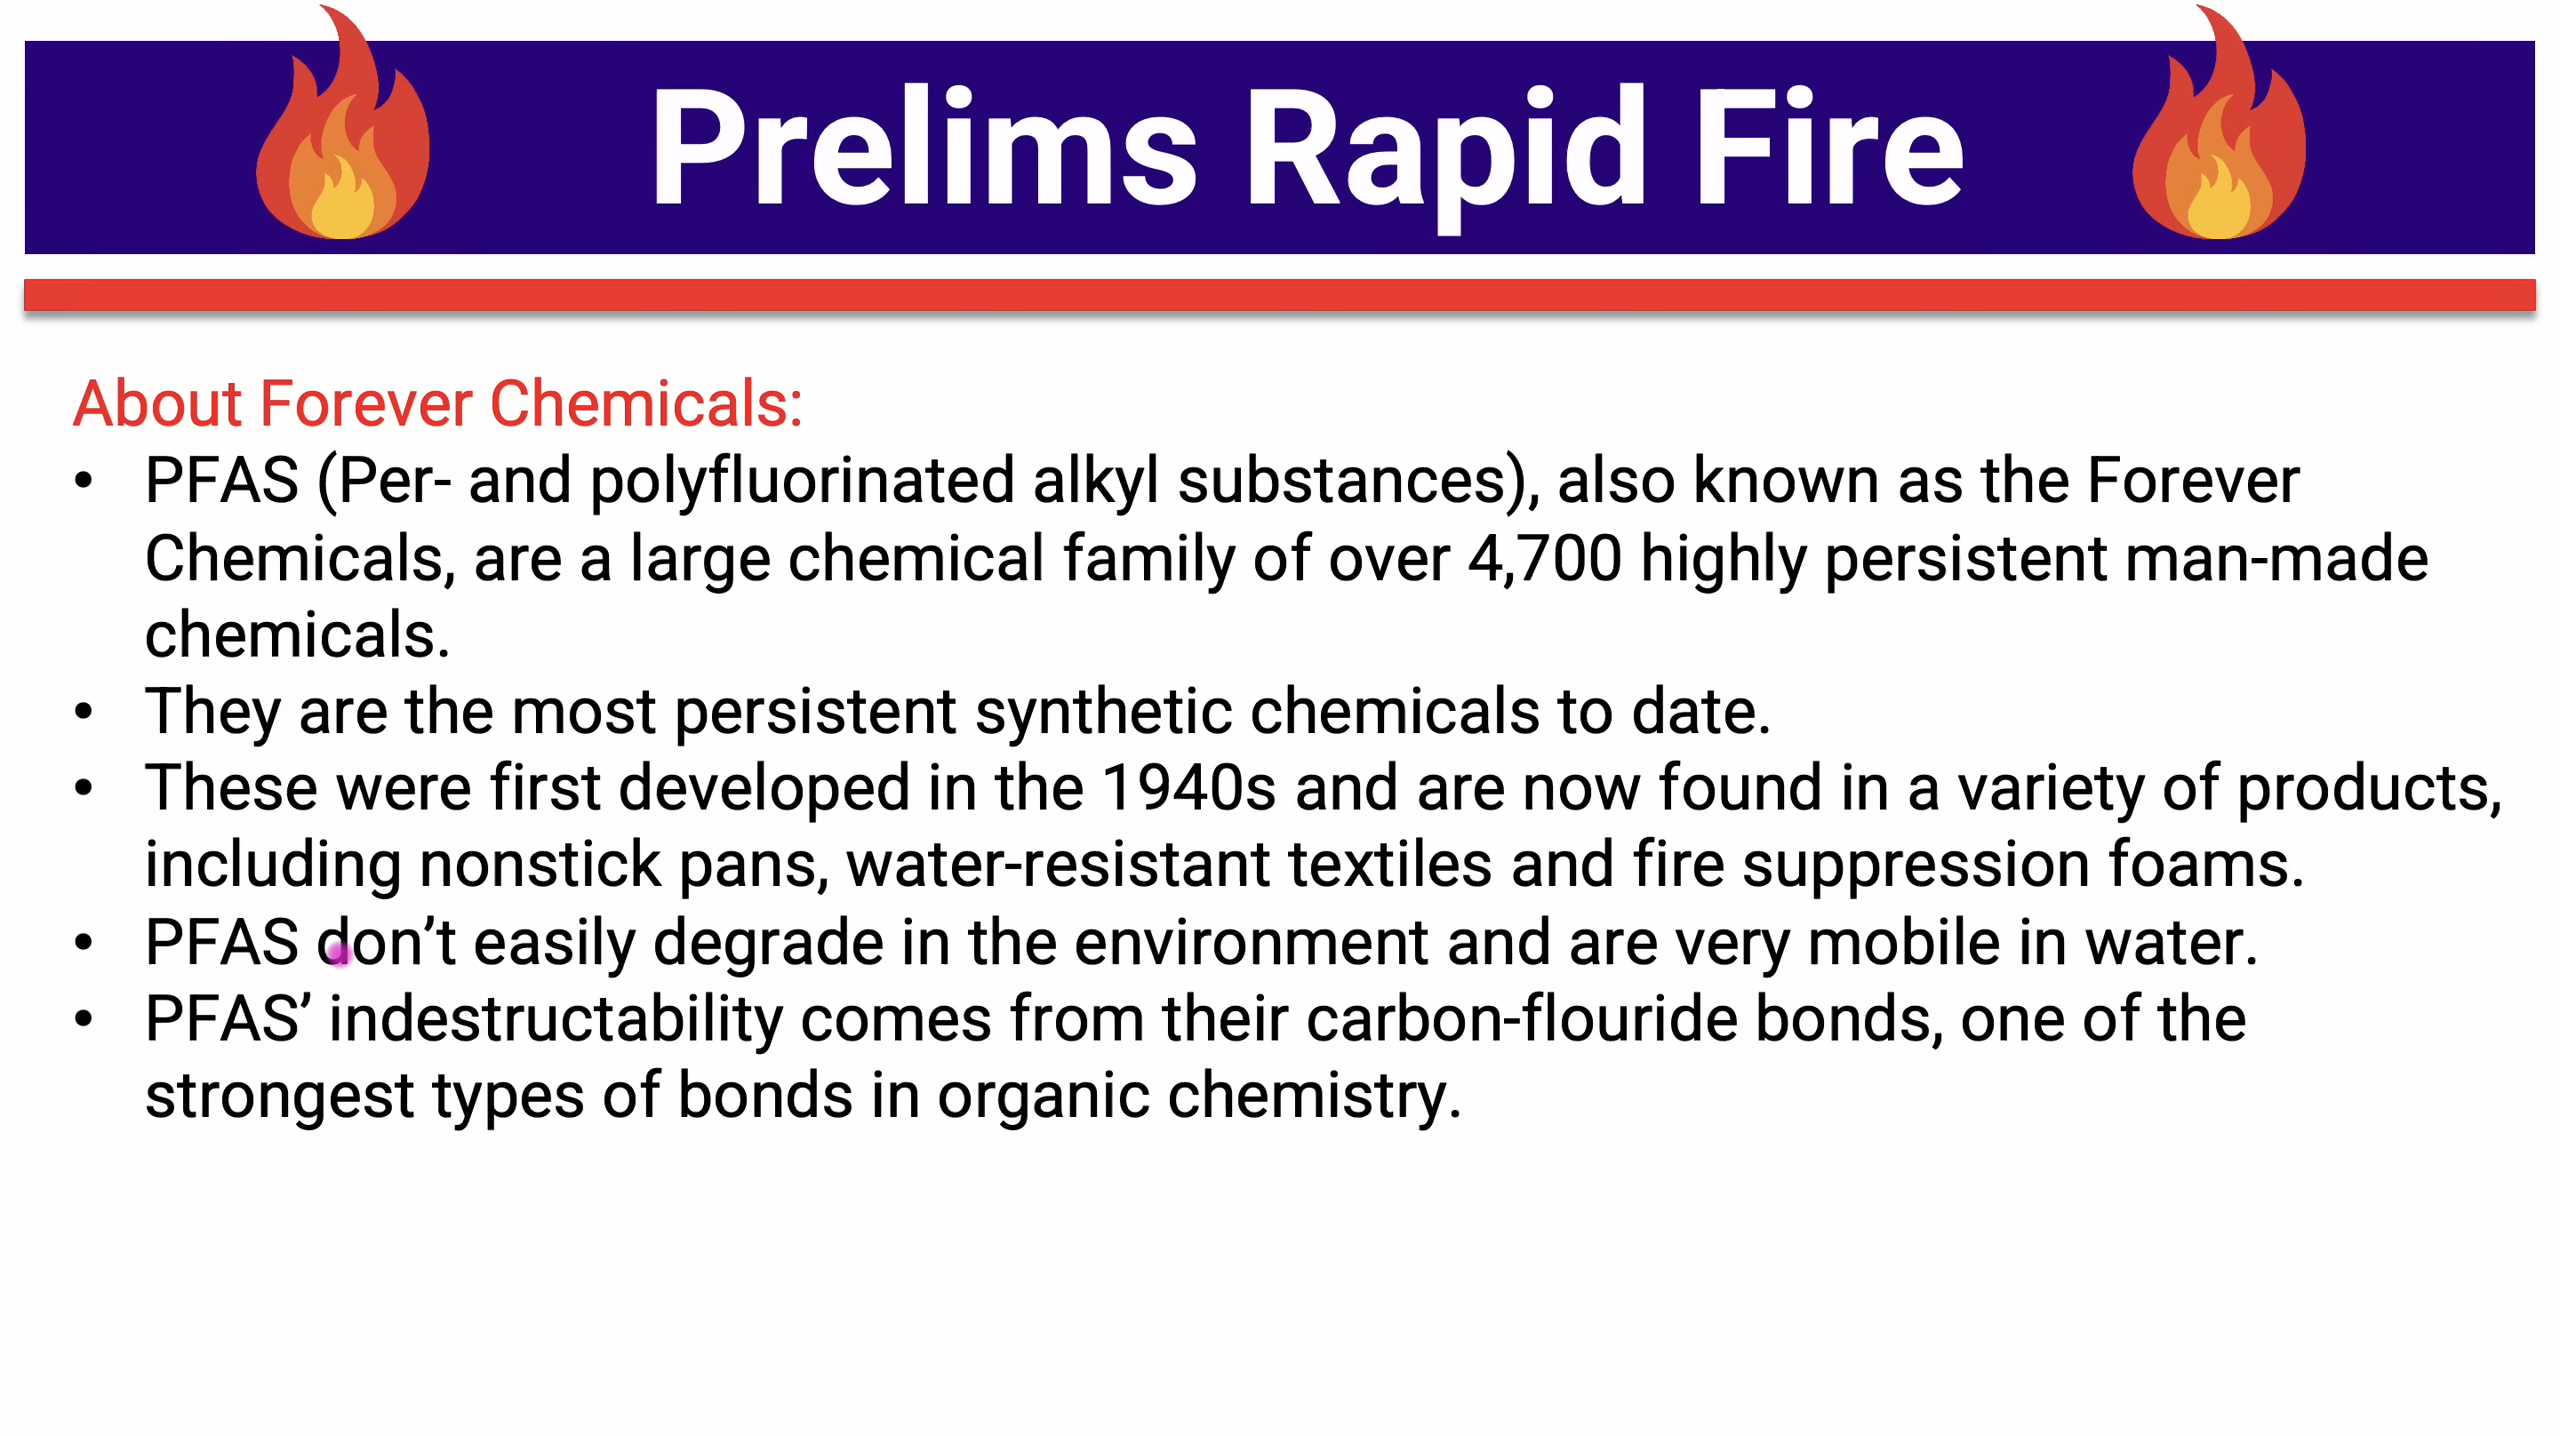 Prelims Rapid Fire
About Forever Chemicals:
• PFAS (Per- and polyfluorinated alkyl substances), also known as the Forever
Chemicals, are a large chemical family of over 4,700 highly persistent man-made
chemicals.
• They are the most persistent synthetic chemicals to date.
• These were first developed in the 1940s and are now found in a variety of products,
including nonstick pans, water-resistant textiles and fire suppression foams.
• PFAS don’t easily degrade in the environment and are very mobile in water.
• PFAS’ indestructability comes from their carbon-flouride bonds, one of the
strongest types of bonds in organic chemistry.